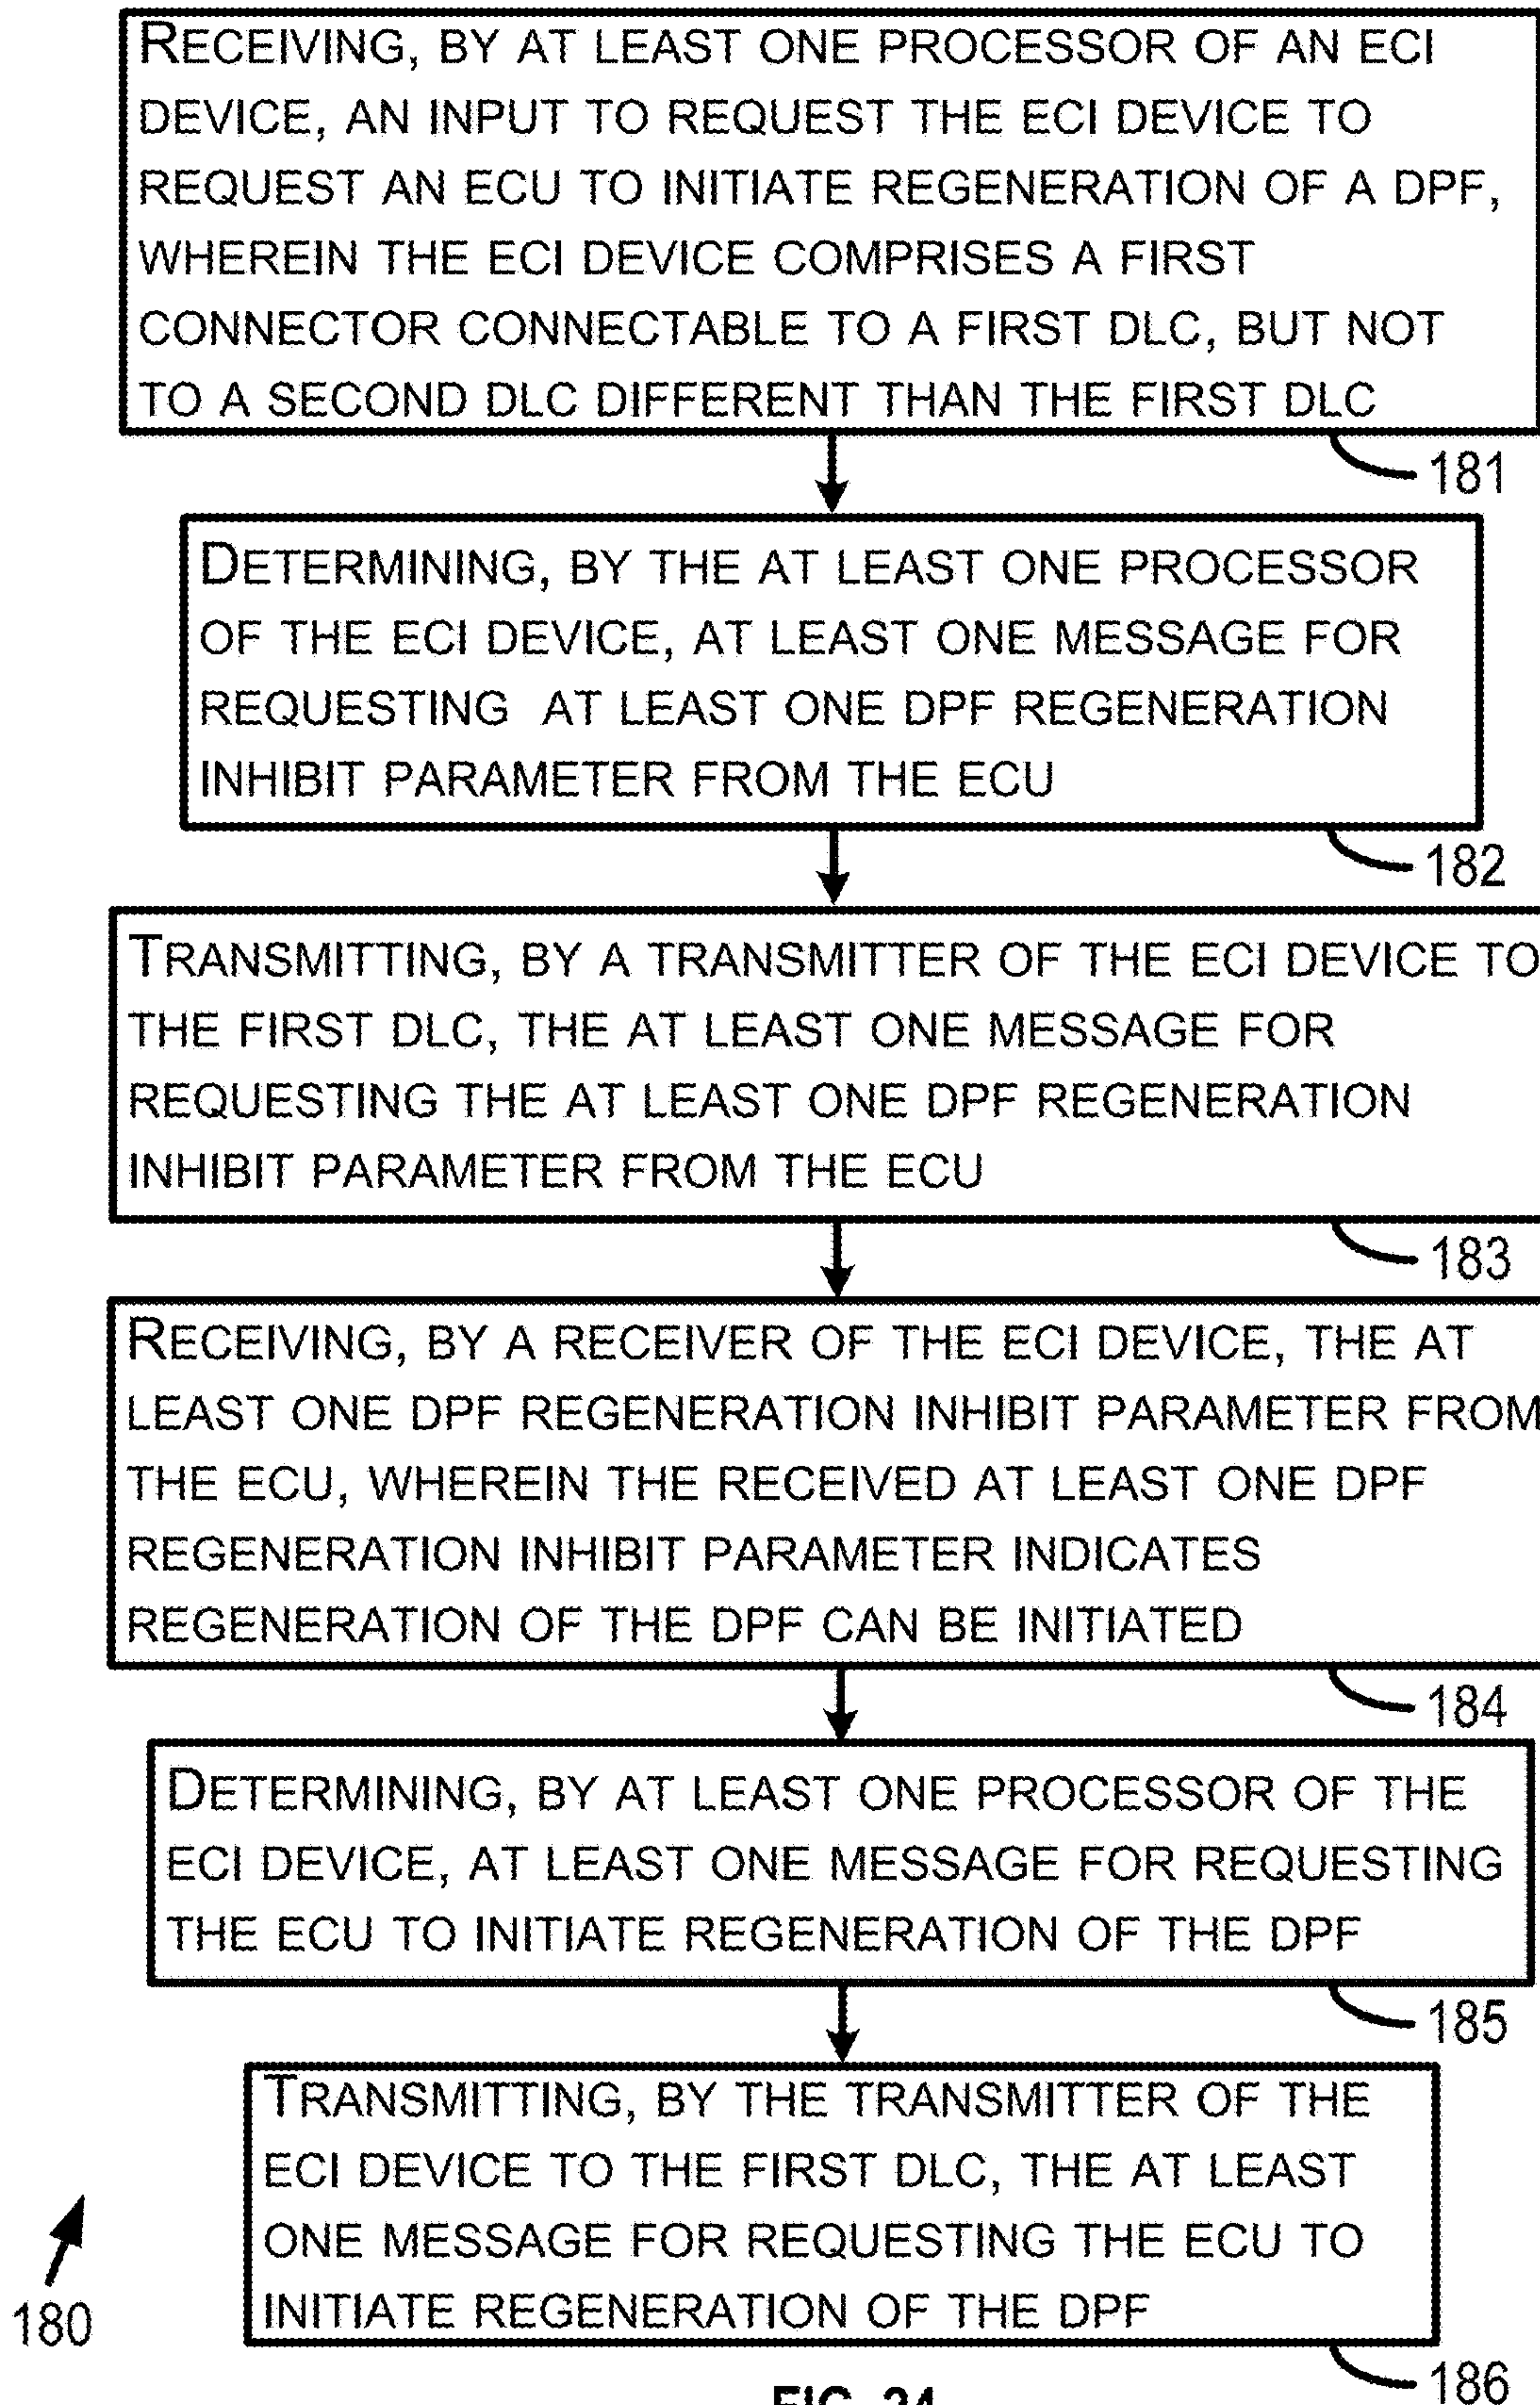 RECEIVING, BY AT LEAST ONE PROCESSOR OF AN ECI
DEVICE, AN INPUT TO REQUEST THE ECI DEVICE TO
REQUEST AN ECU TO INITIATE REGENERATION OF A DPF,
WHEREIN THE ECI DEVICE COMPRISES A FIRST
CONNECTOR CONNECTABLE TO A FIRST DLC, BUT NOT
TO A SECOND DLC DIFFERENT THAN THE FIRST DLC
181
DETERMINING, BY THE AT LEAST ONE PROCESSOR
OF THE ECI DEVICE, AT LEAST ONE MESSAGE FOR
REQUESTING AT LEAST ONE DPF REGENERATION
INHIBIT PARAMETER FROM THE ECU
182
TRANSMITTING, BY A TRANSMITTER OF THE ECI DEVICE TO
THE FIRST DLC, THE AT LEAST ONE MESSAGE FOR
REQUESTING THE AT LEAST ONE DPF REGENERATION
INHIBIT PARAMETER FROM THE ECU
183
RECEIVING, BY A RECEIVER OF THE ECI DEVICE, THE AT
LEAST ONE DPF REGENERATION INHIBIT PARAMETER FROM
THE ECU, WHEREIN THE RECEIVED AT LEAST ONE DPF
REGENERATION INHIBIT PARAMETER INDICATES
REGENERATION OF THE DPF CAN BE INITIATED
184
DETERMINING, BY AT LEAST ONE PROCESSOR OF THE
ECI DEVICE, AT LEAST ONE MESSAGE FOR REQUESTING
THE ECU TO INITIATE REGENERATION OF THE DPF
185
TRANSMITTING, BY THE TRANSMITTER OF THE
ECI DEVICE TO THE FIRST DLC, THE AT LEAST
ONE MESSAGE FOR REQUESTING THE ECU TO
INITIATE REGENERATION OF THE DPF
180
186
FIG. 24